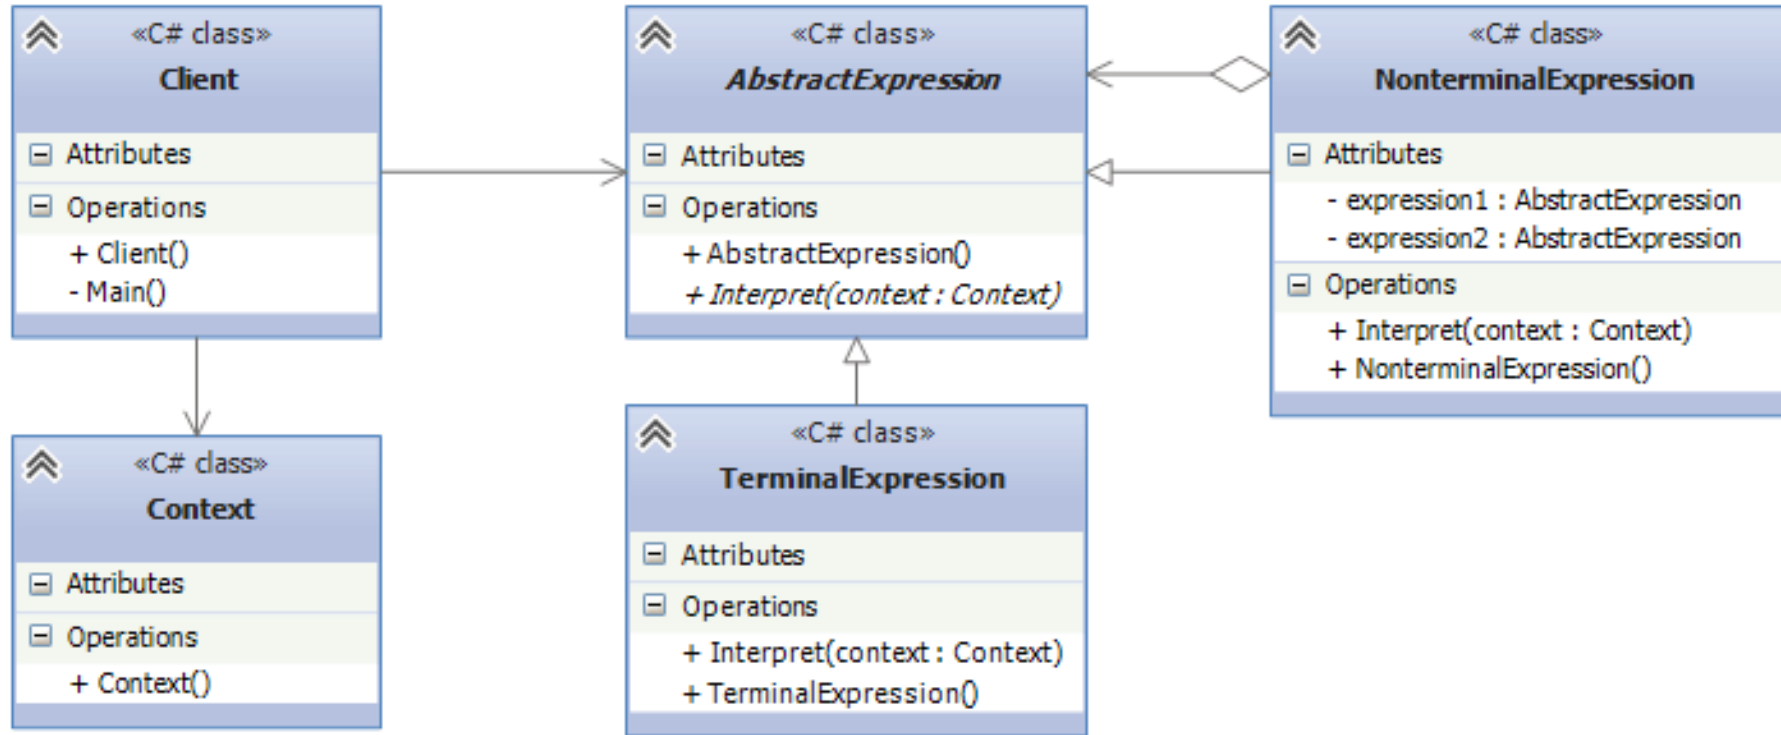 «C# class»
Client
Attributes
Operations
+ Client()
- Main()
«C# class»
AbstractExpression
Attributes
Operations
+ AbstractExpression()
+ Interpret(context : Context)
«C# class»
NonterminalExpression
Attributes
- expression1 : AbstractExpression
- expression2 : AbstractExpression
Operations
+ Interpret(context : Context)
+ NonterminalExpression()
«C# class»
Context
Attributes
Operations
+ Context()
«C# class»
TerminalExpression
Attributes
Operations
+ Interpret(context : Context)
+ TerminalExpression()